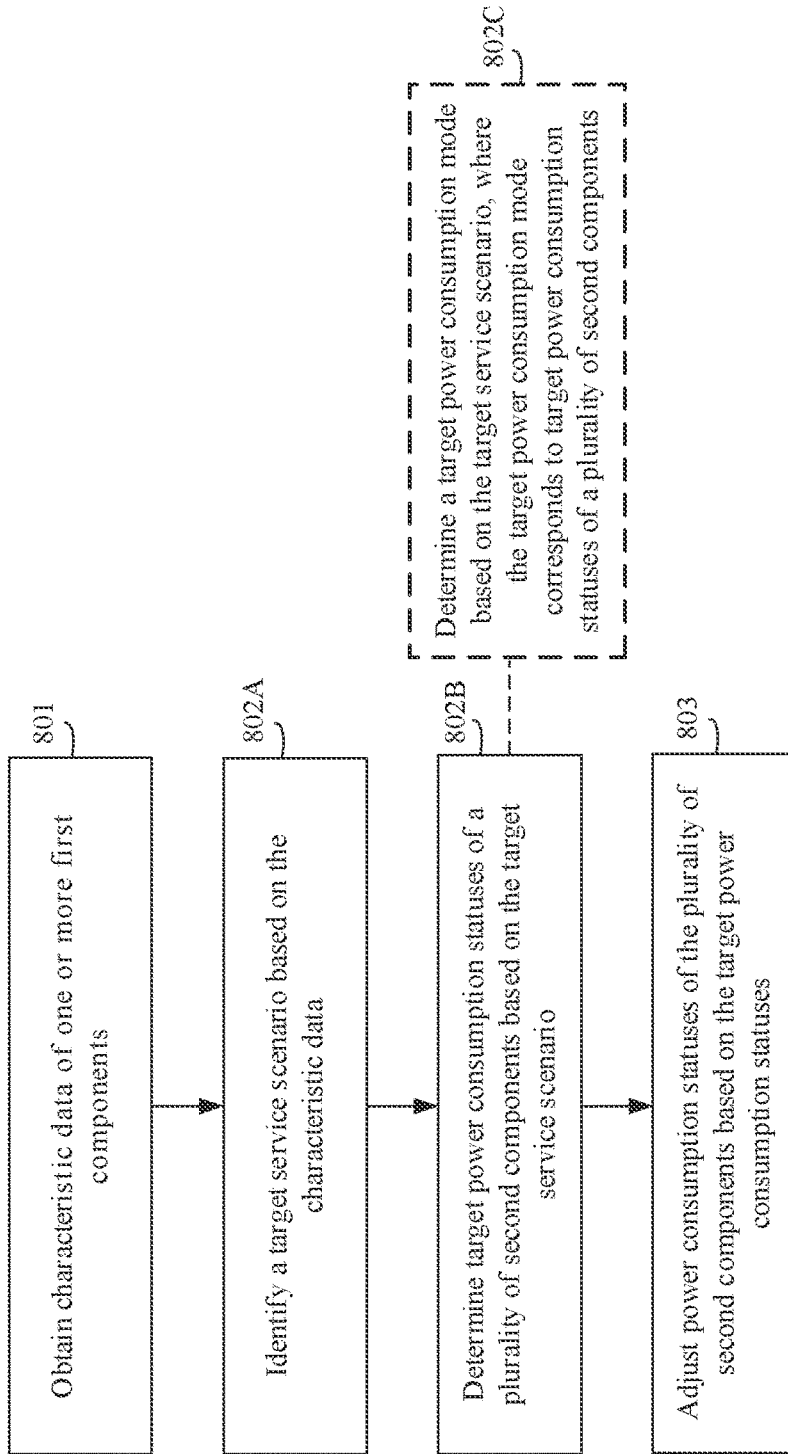 801
Obtain characteristic data of one or more first
components
802A
Identify a target service scenario based on the
characteristic data
802B
Determine target power consumption statuses of a
plurality of second components based on the target
service scenario
802C
Determine a target power consumption mode
based on the target service scenario, where
the target power consumption mode
corresponds to target power consumption
statuses of a plurality of second components
803
Adjust power consumption statuses of the plurality of
second components based on the target power
consumption statuses